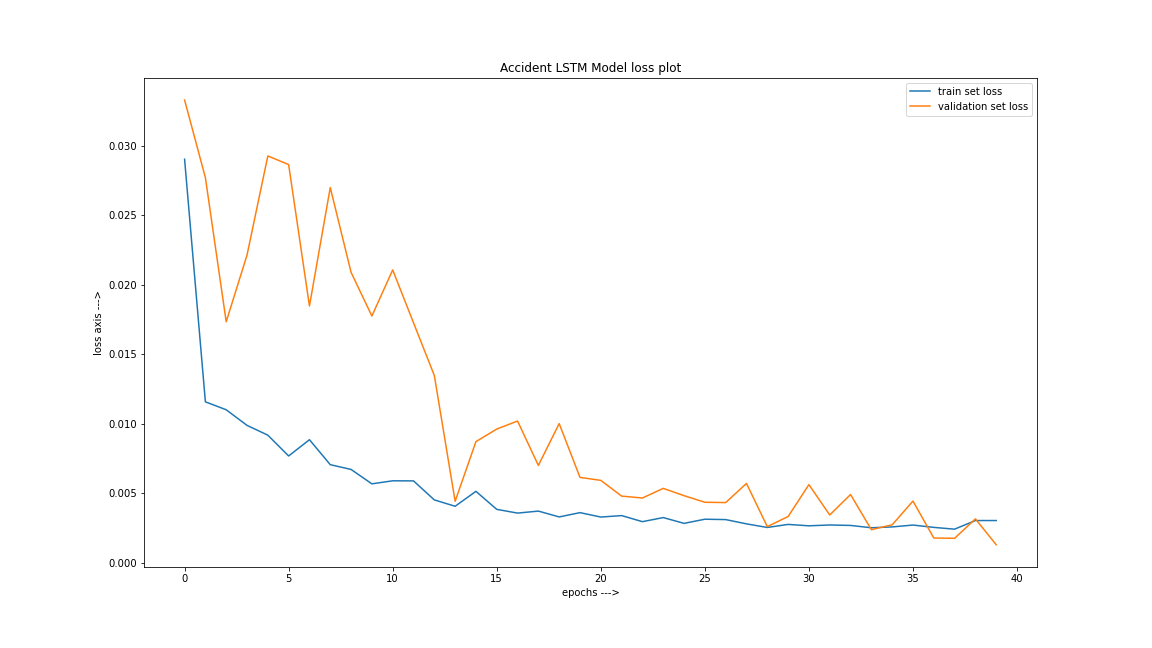 Accident LSTM Model loss plot
train set loss
validation set loss
loss axis --->
0.030
0.025
0.020
0.015
0.010
0.005
0.000
0 5 10 15 20 25 30 35 40
epochs --->